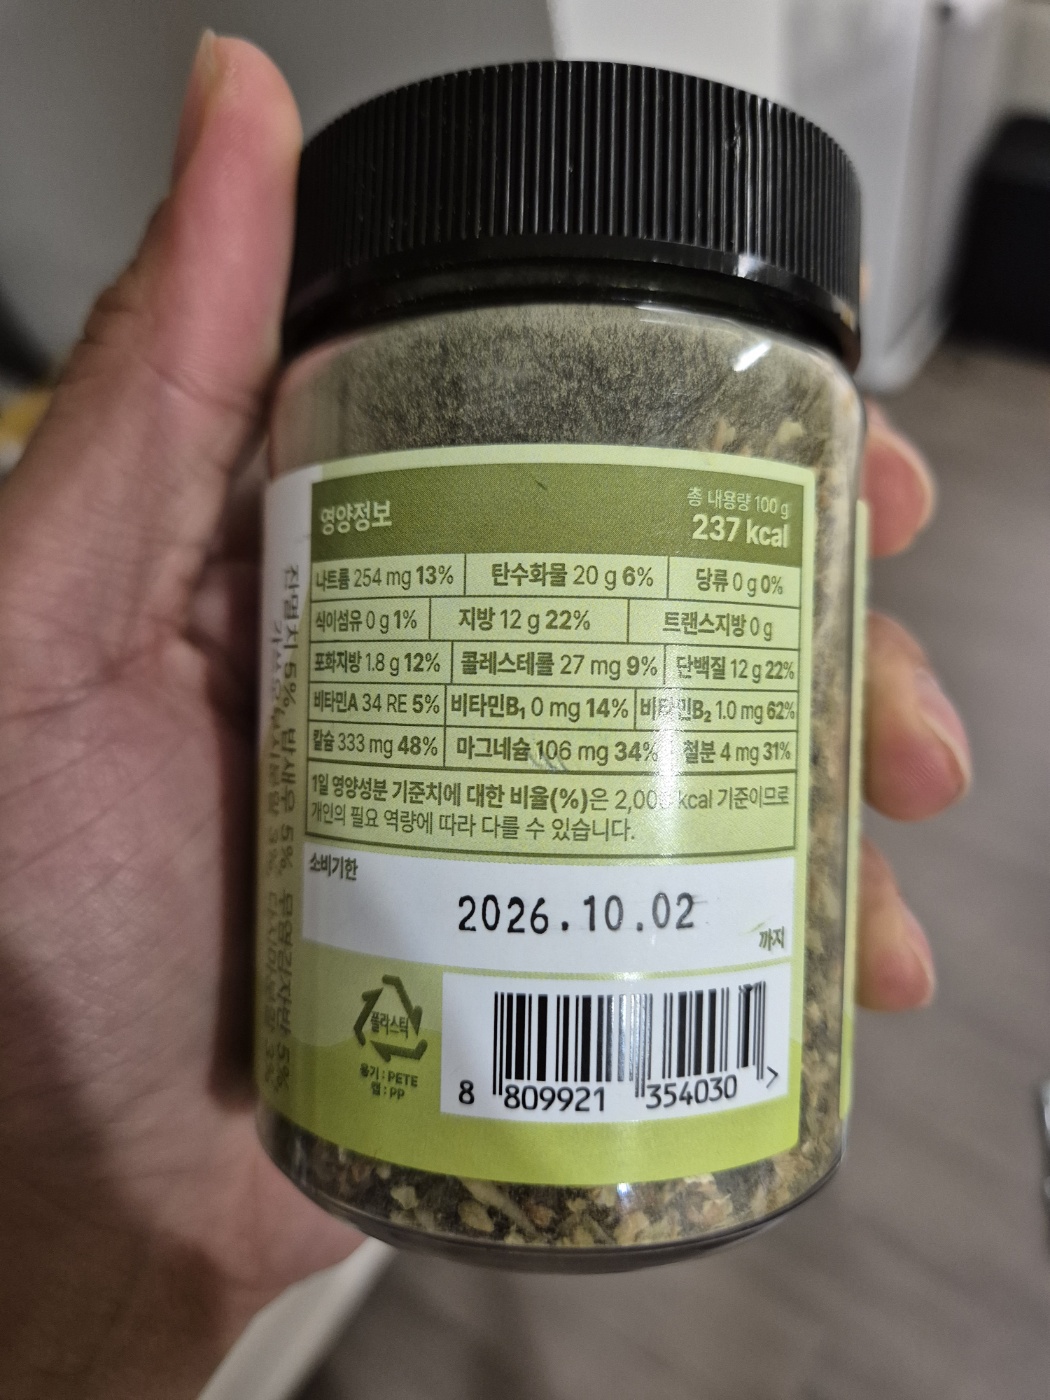 영양정보
총 내용량 100 g
237 kcal
나트륨 254 mg 13% 탄수화물 20 g 6% 당류 0 g 0%
식이섬유 0 g 1% 지방 12 g 22% 트랜스지방 0 g
포화지방 1.8 g 12% 콜레스테롤 27 mg 9% 단백질 12 g 22%
비타민A 34 RE 5% 비타민B₁ 0 mg 14% 비타민B₂ 1.0 mg 62%
칼슘 333 mg 48% 마그네슘 106 mg 34% 철분 4 mg 31%
1일 영양성분 기준치에 대한 비율(%)은 2,000 kcal 기준이므로
개인의 필요 역량에 따라 다를 수 있습니다.
소비기한
2026.10.02
까지
플라스틱
용기 : PETE
캡 : PP
8 809921 354030 >
5% 밥새우 5%